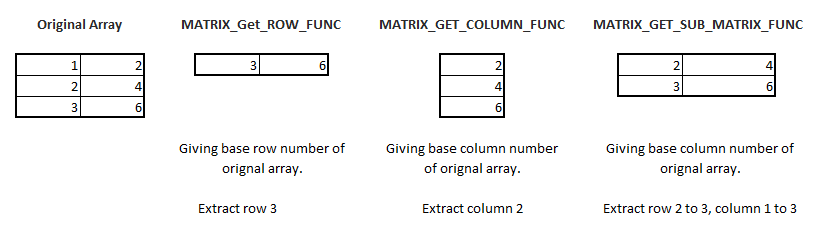 Original Array
1 2
2 4
3 6
MATRIX_Get_ROW_FUNC
3 6
Giving base row number of
orignal array.
Extract row 3
MATRIX_GET_COLUMN_FUNC
2
4
6
Giving base column number
of orignal array.
Extract column 2
MATRIX_GET_SUB_MATRIX_FUNC
2 4
3 6
Giving base column number of
orignal array.
Extract row 2 to 3, column 1 to 3